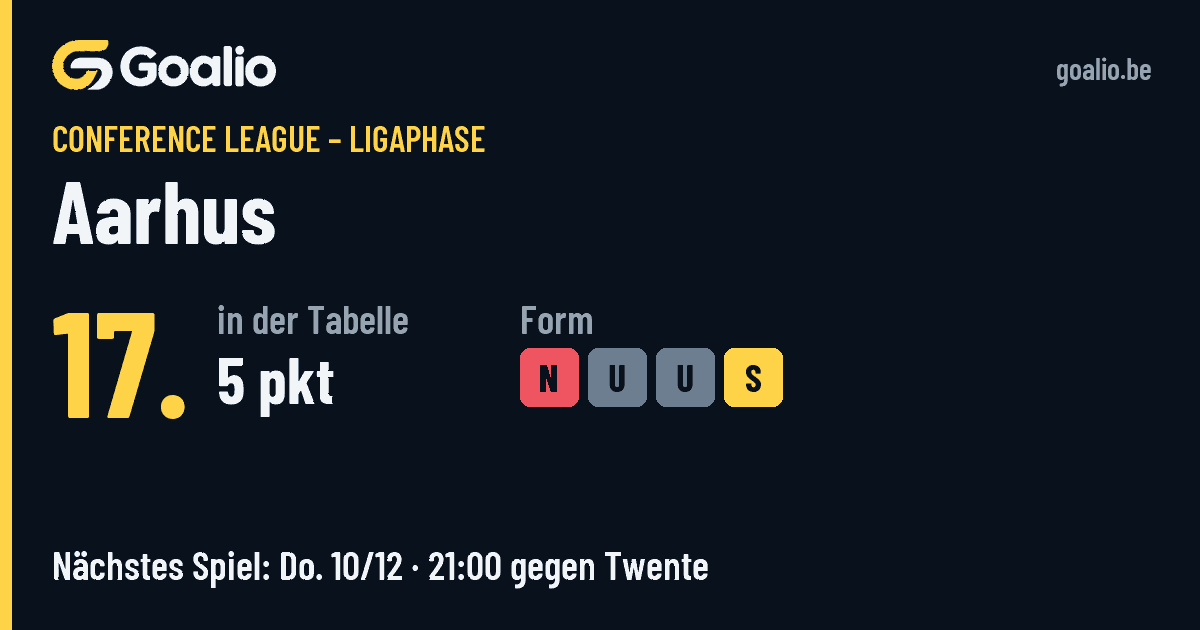 Goalio
goalio.be
CONFERENCE LEAGUE – LIGAPHASE
Aarhus
17.
in der Tabelle
5 pkt
Form
N U U S
Nächstes Spiel: Do. 10/12 · 21:00 gegen Twente